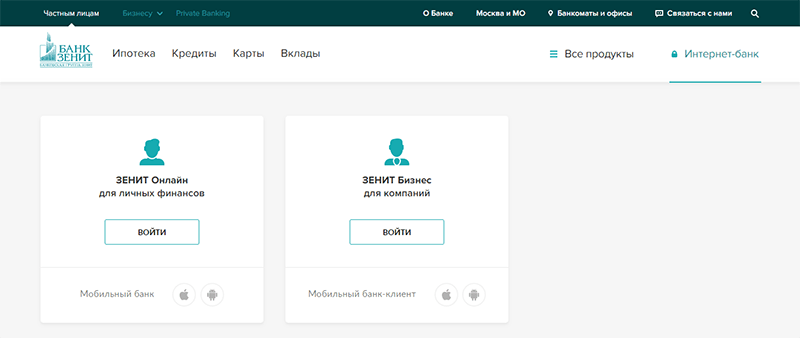 Частным лицам Бизнесу Private Banking О Банке Москва и МО Банкоматы и офисы Связаться с нами
БАНК
ЗЕНИТ
Ипотека Кредиты Карты Вклады Все продукты Интернет-банк
ЗЕНИТ Онлайн
для личных финансов
ВОЙТИ
Мобильный банк
ЗЕНИТ Бизнес
для компаний
ВОЙТИ
Мобильный банк-клиент